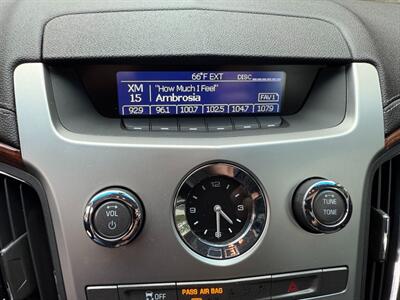 66°F EXT DISC
XM "How Much I Feel"
15 Ambrosia FAV 1
92.9 96.1 100.7 102.5 104.7 107.9
VOL
TUNE
TONE
OFF PASS AIR BAG